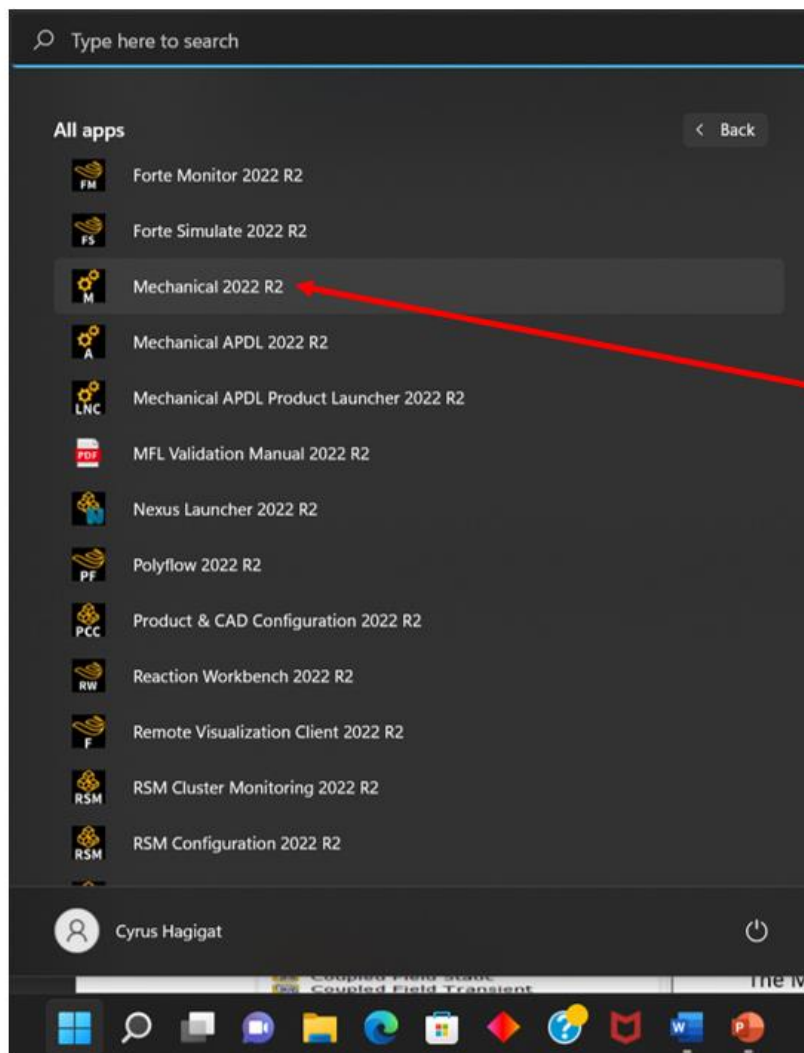 Type here to search
All apps
Back
FM
Forte Monitor 2022 R2
FS
Forte Simulate 2022 R2
M
Mechanical 2022 R2
A
Mechanical APDL 2022 R2
LNC
Mechanical APDL Product Launcher 2022 R2
PDF
MFL Validation Manual 2022 R2
N
Nexus Launcher 2022 R2
PF
Polyflow 2022 R2
PCC
Product & CAD Configuration 2022 R2
RW
Reaction Workbench 2022 R2
F
Remote Visualization Client 2022 R2
RSM
RSM Cluster Monitoring 2022 R2
RSM
RSM Configuration 2022 R2
Cyrus Hagigat
Coupled Field Static
Coupled Field Transient
The
W
P